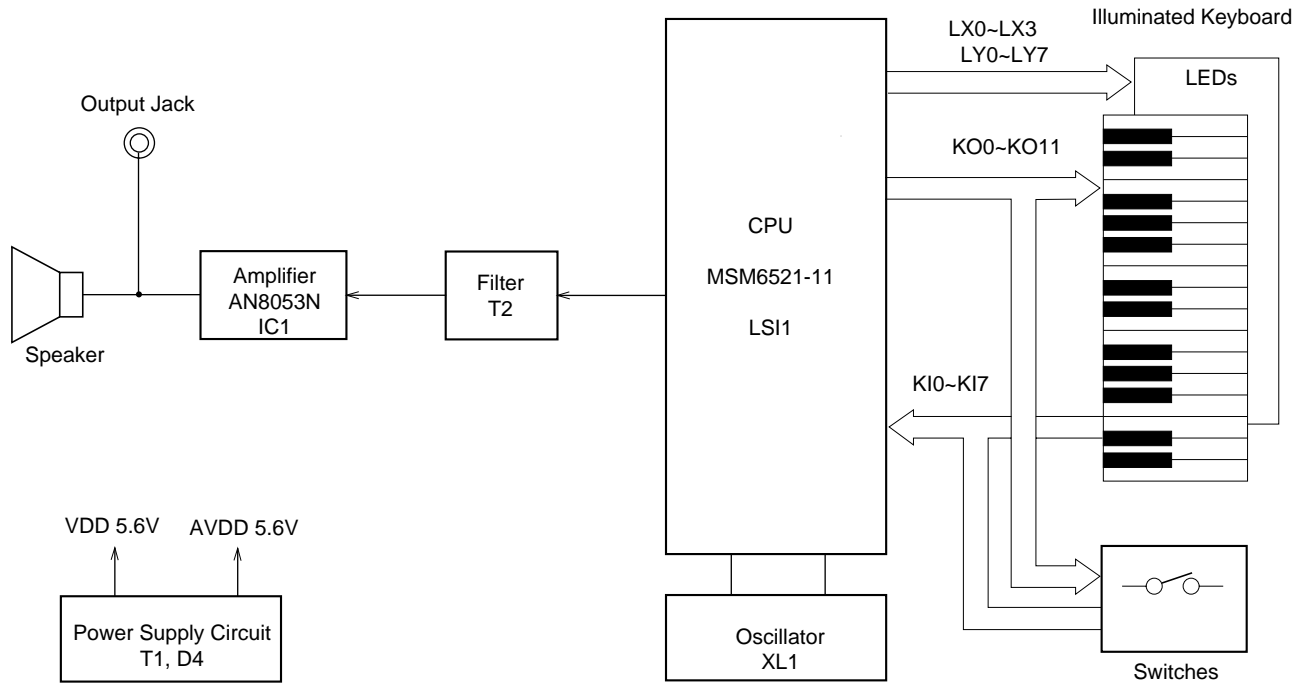 Illuminated Keyboard
LX0~LX3
LY0~LY7
LEDs
Output Jack
KO0~KO11
CPU
MSM6521-11
LSI1
Amplifier
AN8053N
IC1
Filter
T2
Speaker
KI0~KI7
VDD 5.6V
AVDD 5.6V
Power Supply Circuit
T1, D4
Oscillator
XL1
Switches